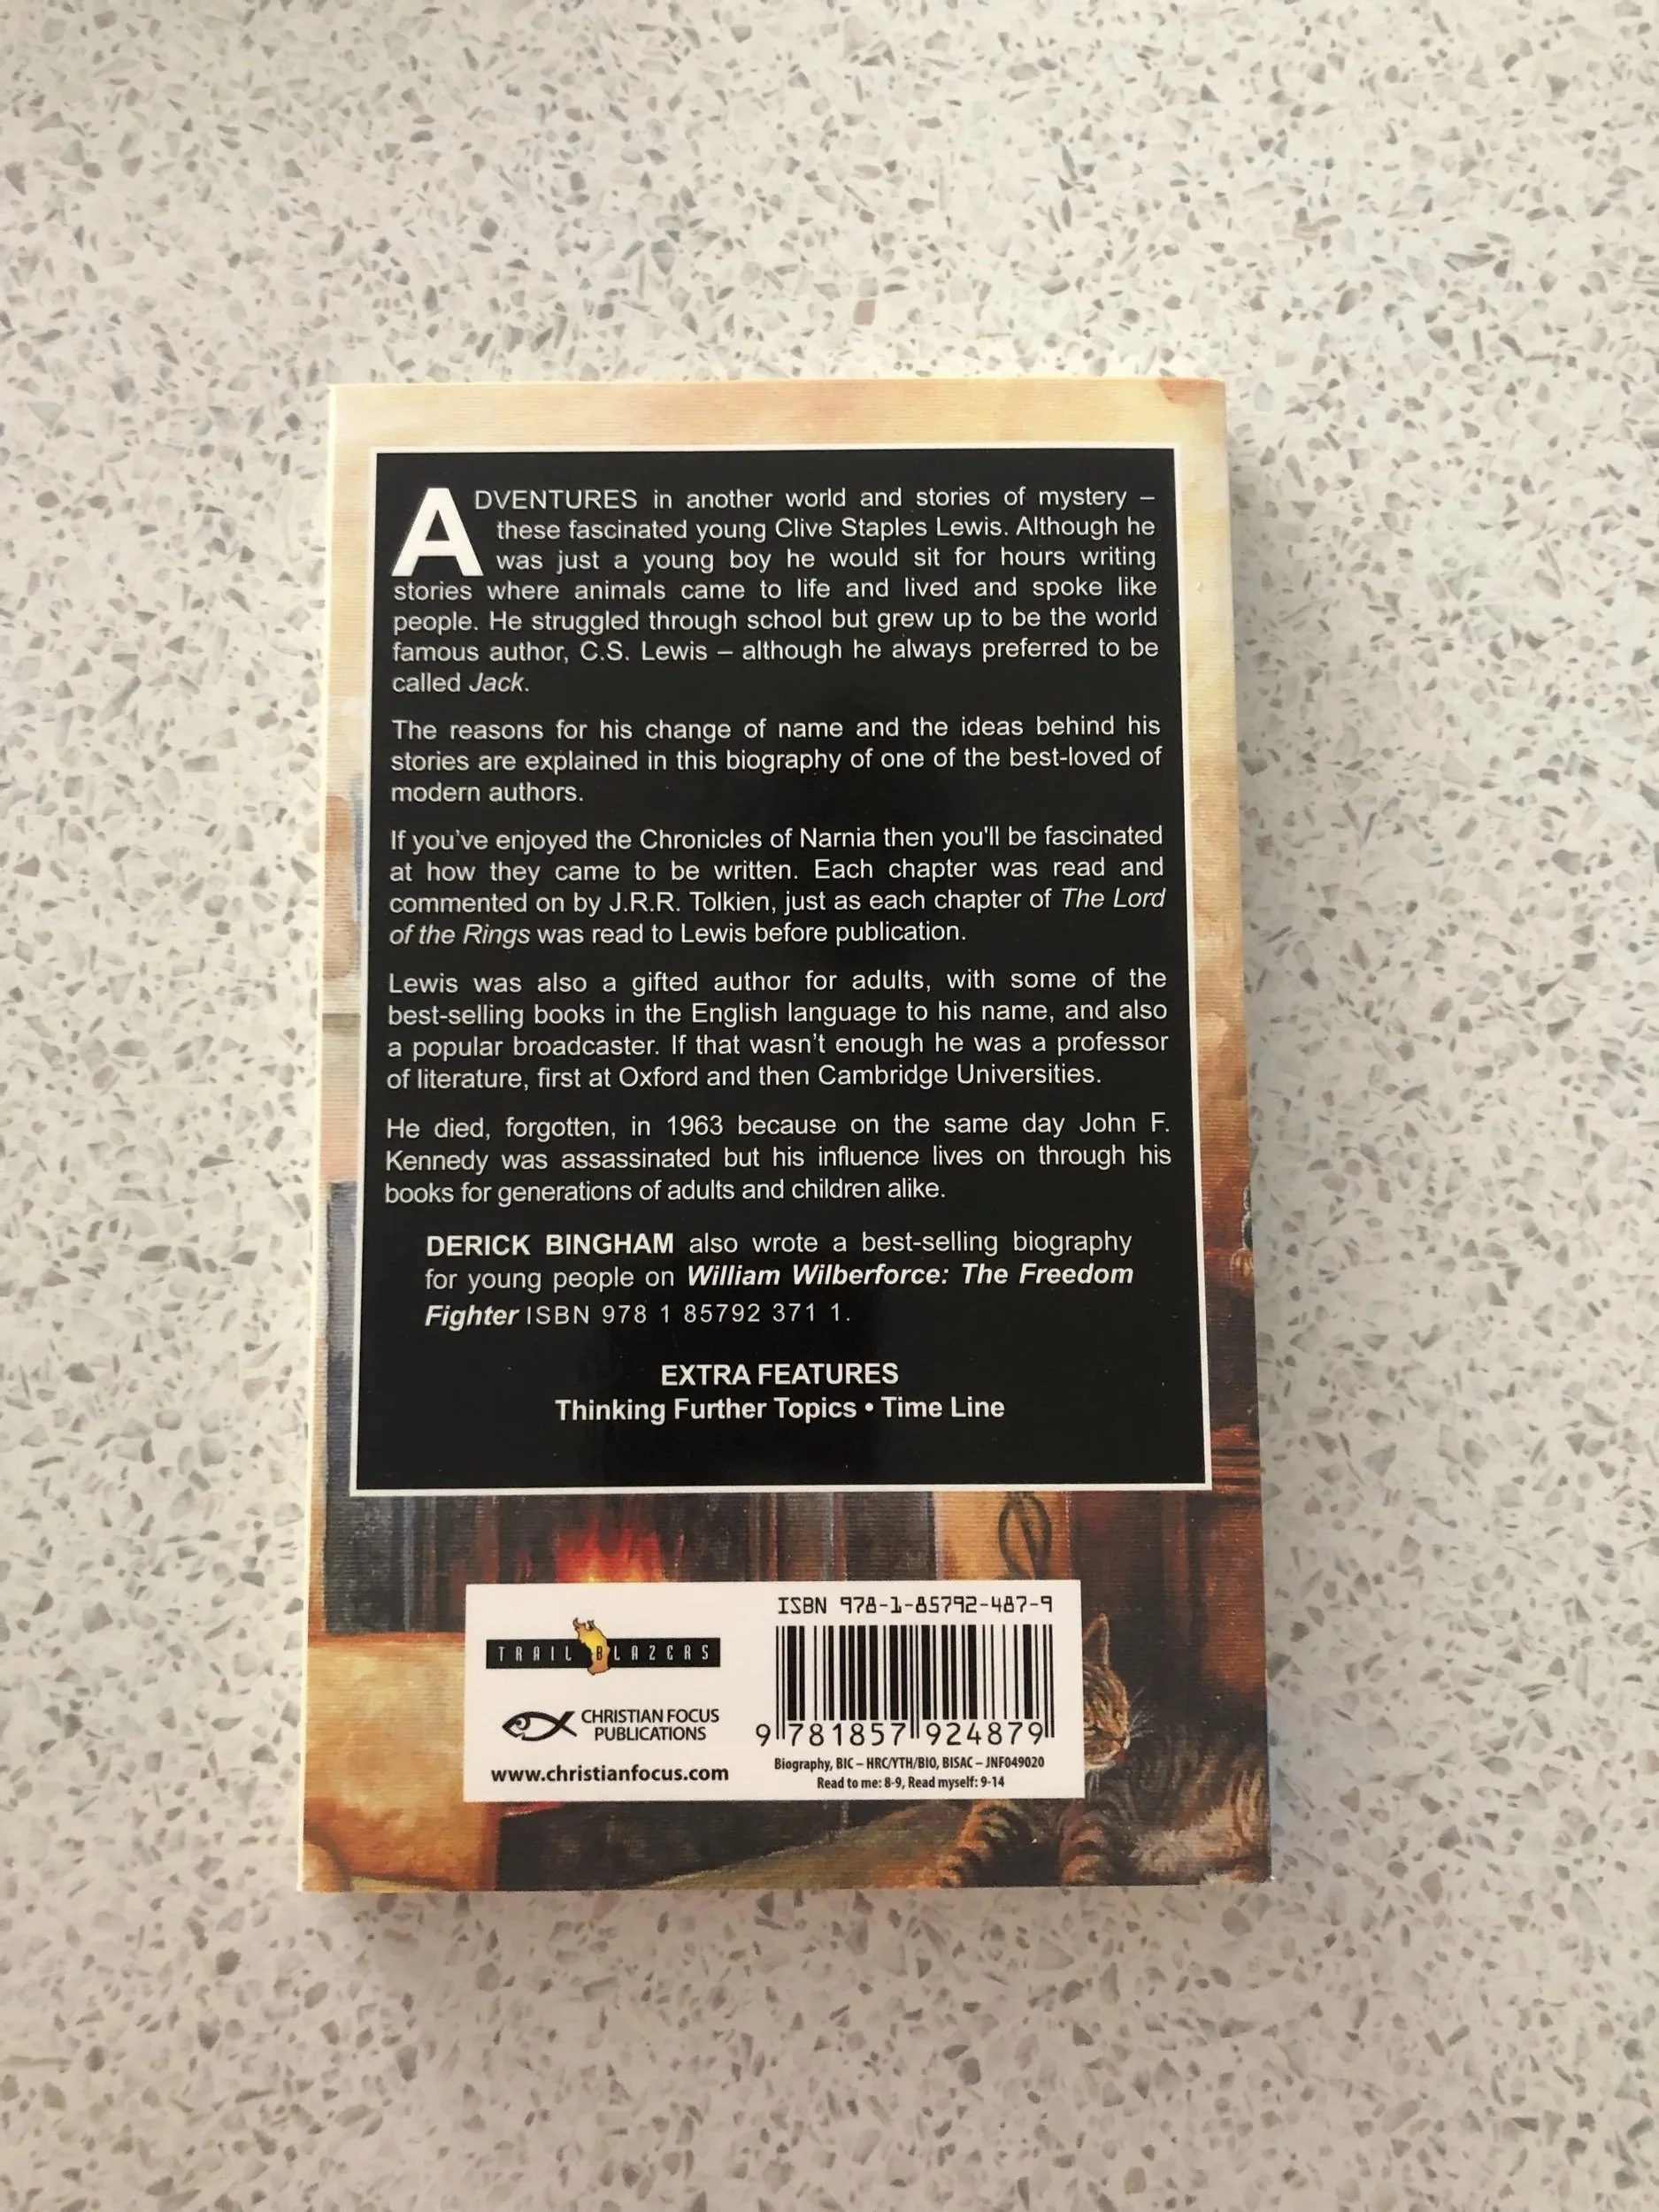 ADVENTURES in another world and stories of mystery –
these fascinated young Clive Staples Lewis. Although he
was just a young boy he would sit for hours writing
stories where animals came to life and lived and spoke like
people. He struggled through school but grew up to be the world
famous author, C.S. Lewis – although he always preferred to be
called Jack.
The reasons for his change of name and the ideas behind his
stories are explained in this biography of one of the best-loved of
modern authors.
If you’ve enjoyed the Chronicles of Narnia then you'll be fascinated
at how they came to be written. Each chapter was read and
commented on by J.R.R. Tolkien, just as each chapter of The Lord
of the Rings was read to Lewis before publication.
Lewis was also a gifted author for adults, with some of the
best-selling books in the English language to his name, and also
a popular broadcaster. If that wasn’t enough he was a professor
of literature, first at Oxford and then Cambridge Universities.
He died, forgotten, in 1963 because on the same day John F.
Kennedy was assassinated but his influence lives on through his
books for generations of adults and children alike.
DERICK BINGHAM also wrote a best-selling biography
for young people on William Wilberforce: The Freedom
Fighter ISBN 978 1 85792 371 1.
EXTRA FEATURES
Thinking Further Topics • Time Line
TRAIL BLAZERS
CHRISTIAN FOCUS
PUBLICATIONS
www.christianfocus.com
ISBN 978-1-85792-487-9
9 781857 924879
Biography, BIC – HRC/YTH/BIO, BISAC – JNF049020
Read to me: 8-9, Read myself: 9-14